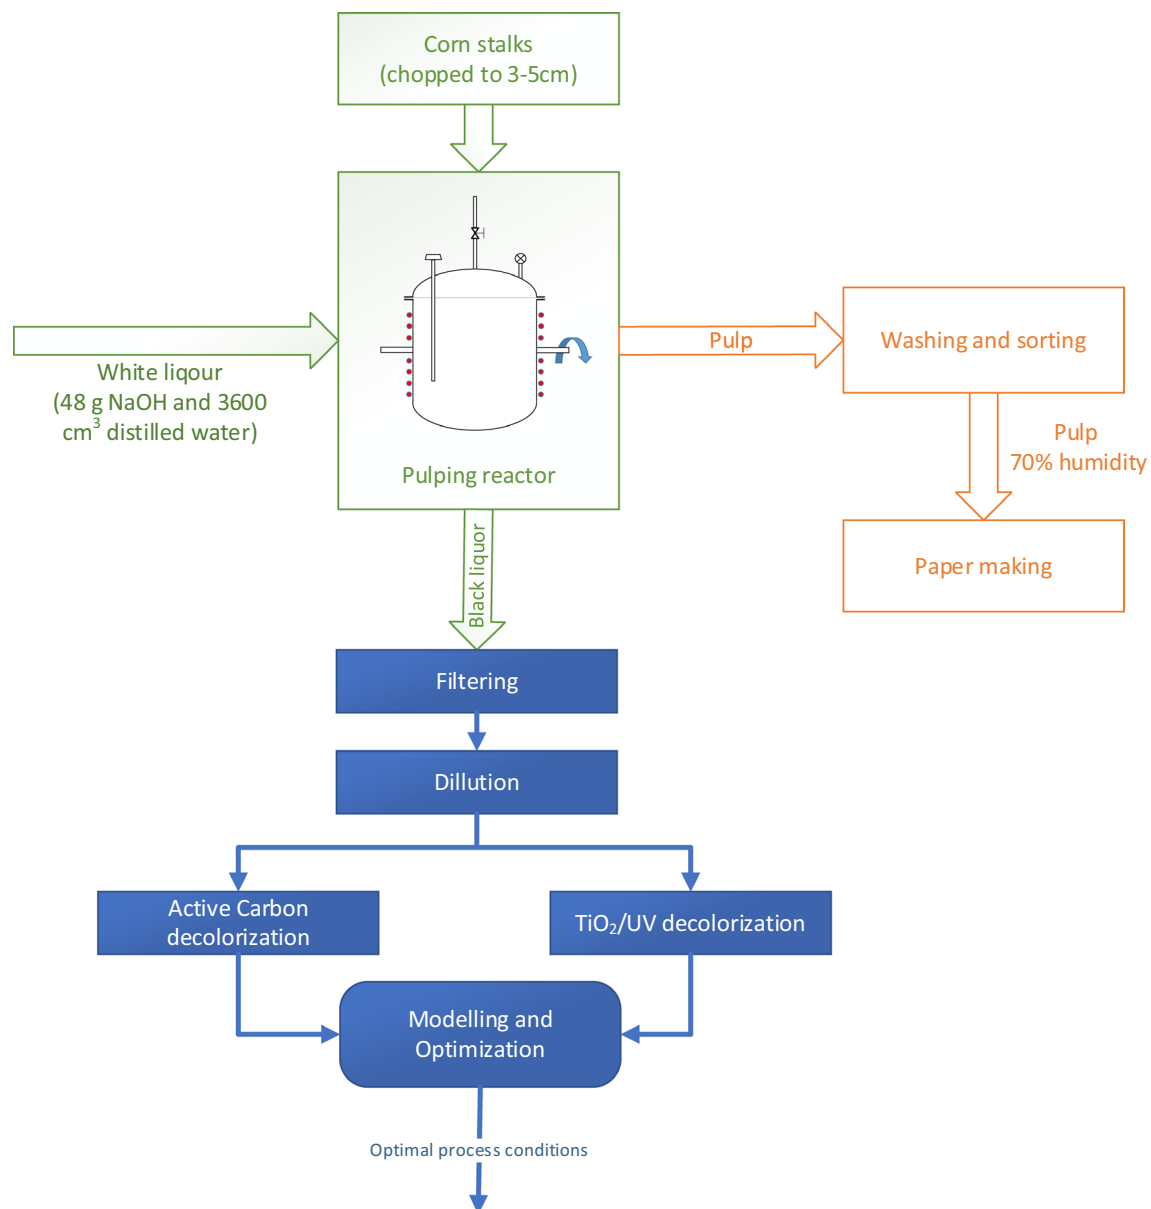 Corn stalks
(chopped to 3-5cm)
White liqour
(48 g NaOH and 3600
cm³ distilled water)
Pulping reactor
Pulp
Washing and sorting
Pulp
70% humidity
Paper making
Black liquor
Filtering
Dillution
Active Carbon
decolorization
TiO₂/UV decolorization
Modelling and
Optimization
Optimal process conditions